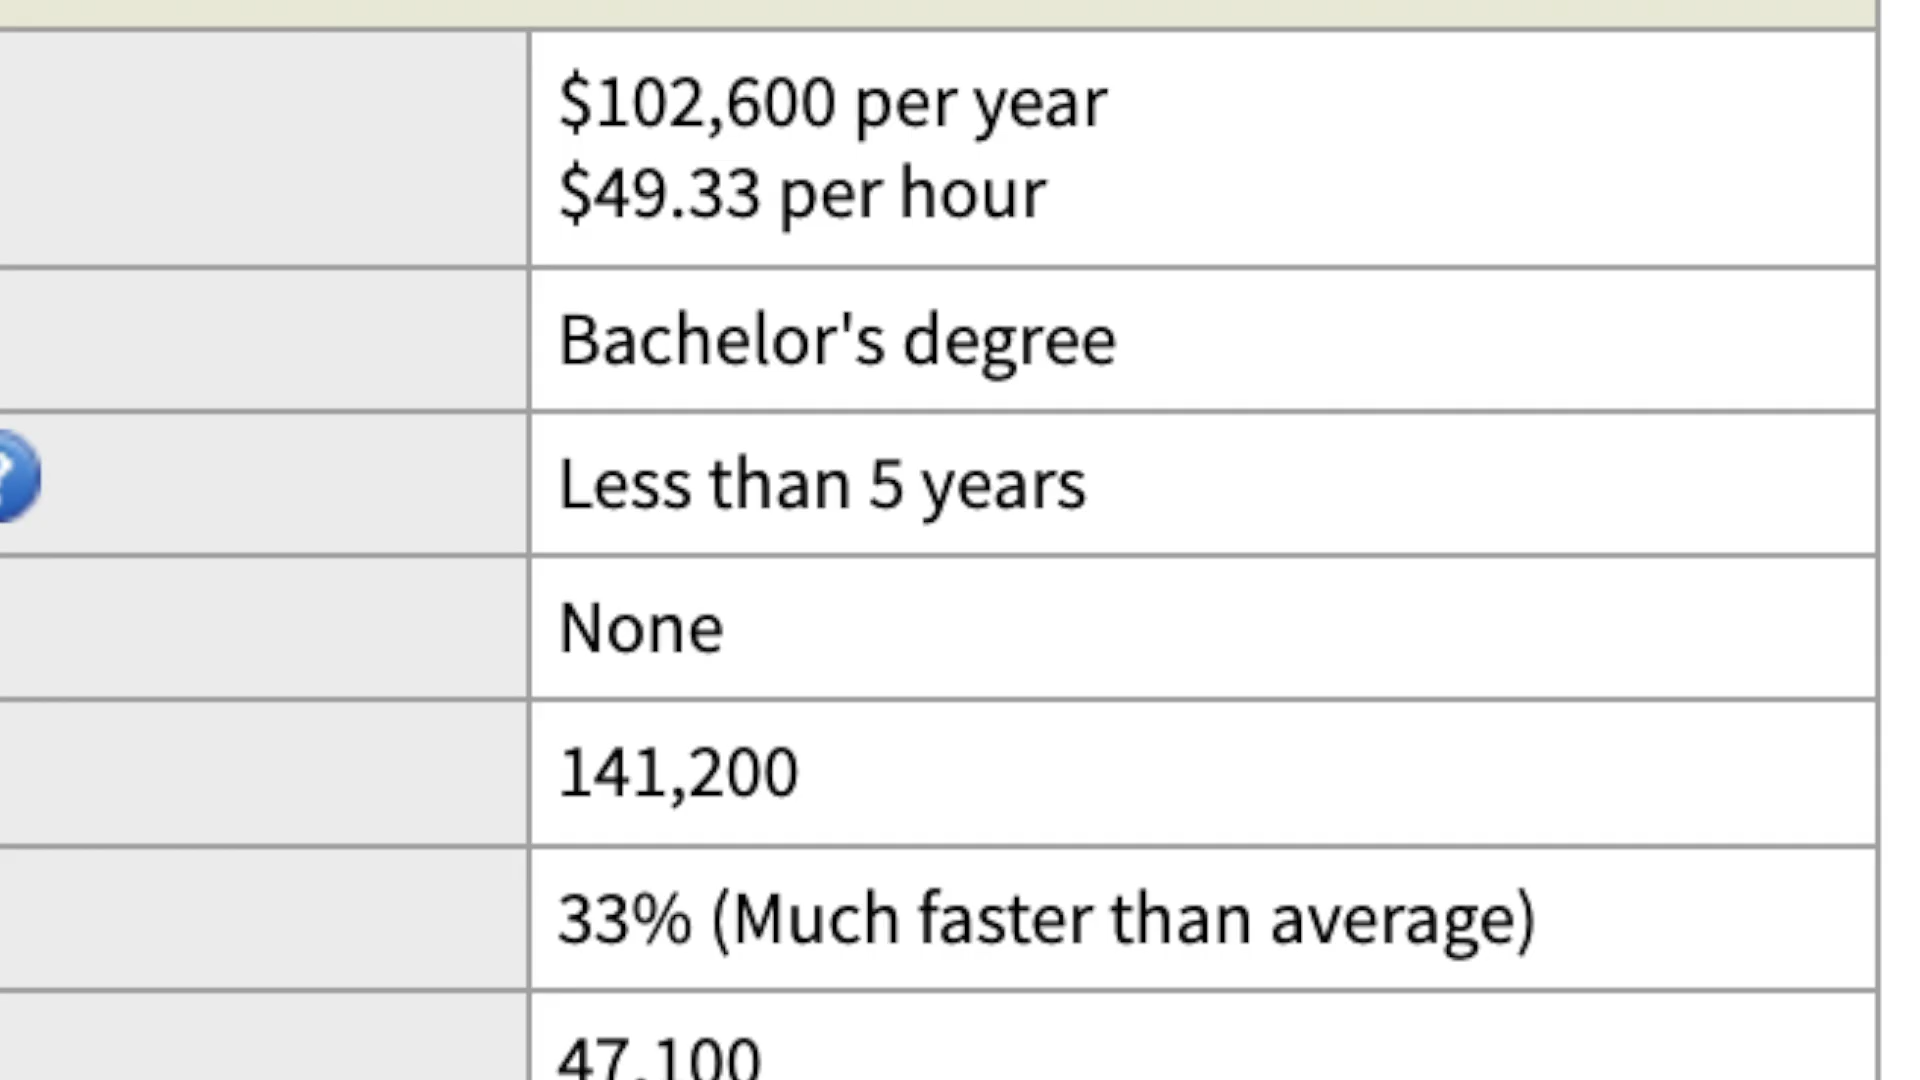 $102,600 per year
$49.33 per hour
Bachelor's degree
?
Less than 5 years
None
141,200
33% (Much faster than average)
47,100